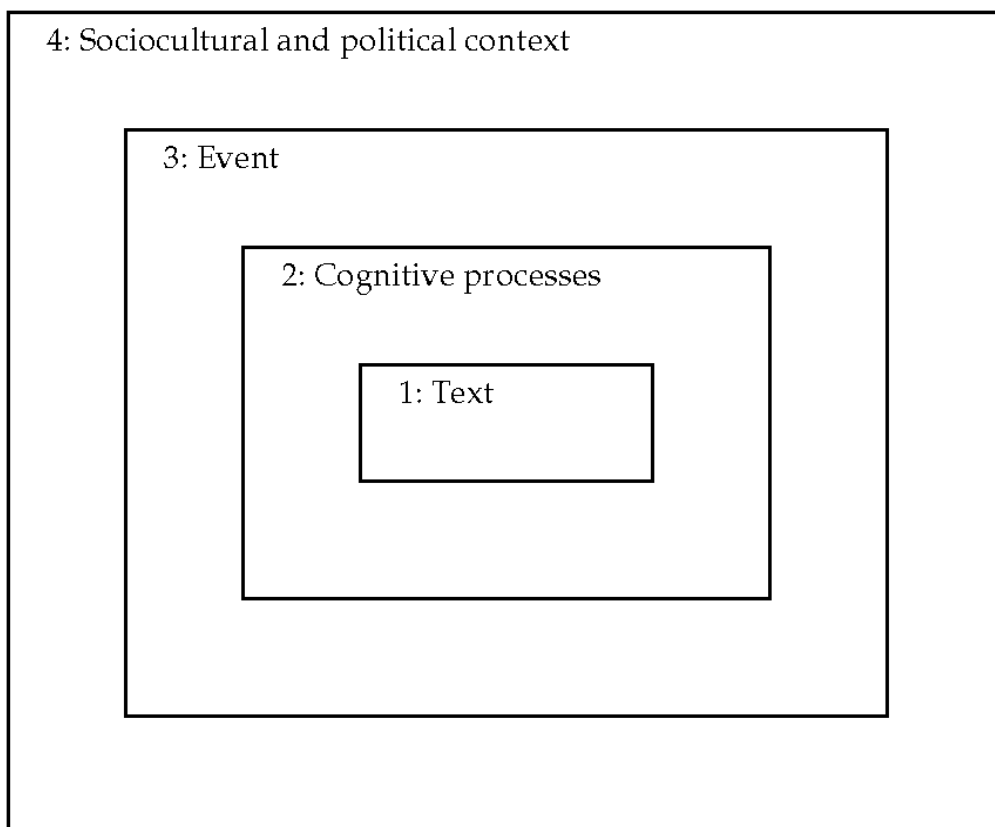 4: Sociocultural and political context
3: Event
2: Cognitive processes
1: Text